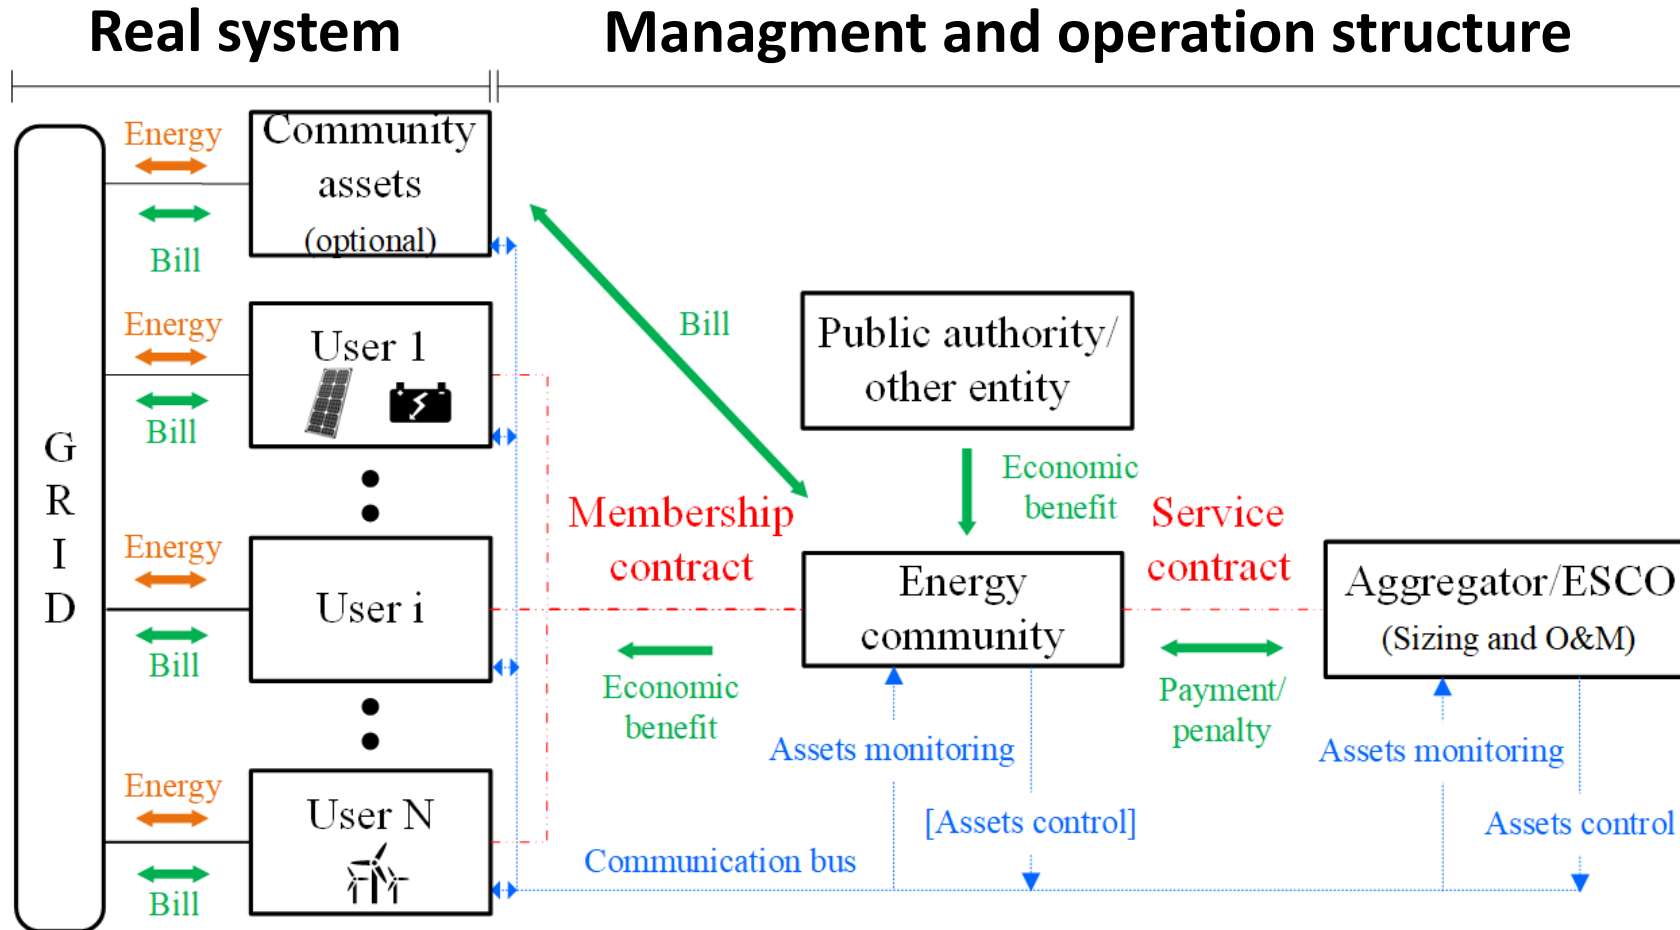 Real system
Managment and operation structure
GRID
Energy
Bill
Community
assets
(optional)
Energy
Bill
User 1
Energy
Bill
User i
Energy
Bill
User N
Bill
Public authority/
other entity
Economic
benefit
Membership
contract
Service
contract
Energy
community
Aggregator/ESCO
(Sizing and O&M)
Economic
benefit
Payment/
penalty
Assets monitoring
[Assets control]
Assets monitoring
Assets control
Communication bus